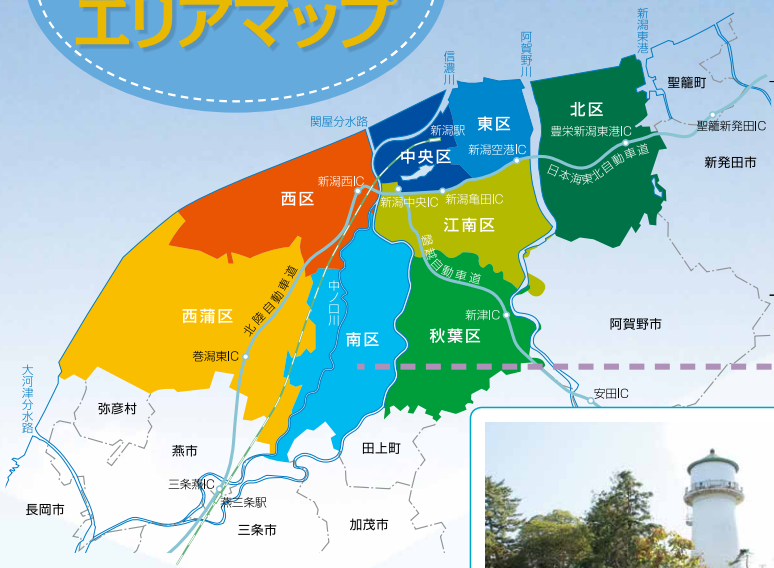 エリアマップ
新潟東港
阿賀野川
信濃川
聖籠町
北区
関屋分水路
東区
新潟駅
豊栄新潟東港IC
聖籠新発田IC
中央区
新潟空港IC
新発田市
日本海東北自動車道
新潟西IC
西区
新潟中央IC
新潟亀田IC
江南区
磐越自動車道
北陸自動車道
中ノ口川
西蒲区
新津IC
阿賀野市
南区
秋葉区
巻潟東IC
大河津分水路
安田IC
弥彦村
燕市
田上町
三条燕IC
燕三条駅
長岡市
三条市
加茂市